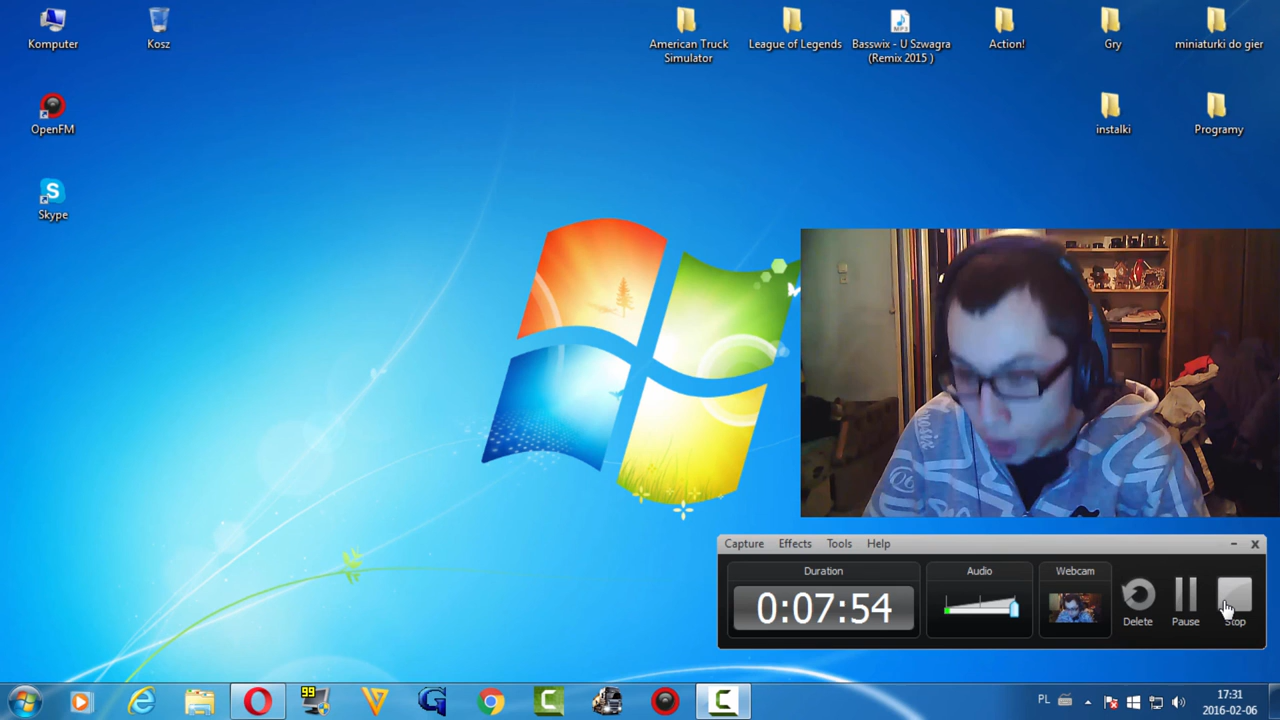 Komputer
Kosz
American Truck
Simulator
League of Legends
Basswix - U Szwagra
(Remix 2015 )
Action!
Gry
miniaturki do gier
OpenFM
instalki
Programy
Skype
Capture Effects Tools Help
Duration
Audio
Webcam
0:07:54
Delete
Pause
Stop
99
PL
17:31
2016-02-06